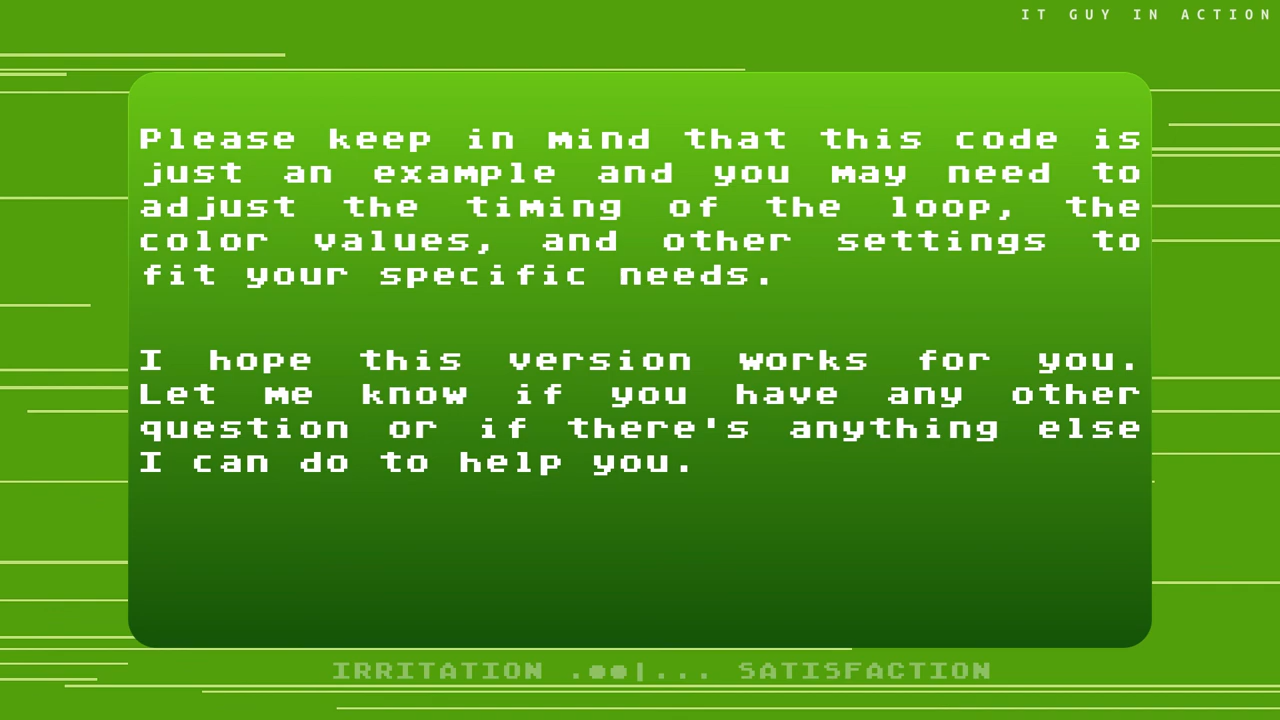 IT GUY IN ACTION
Please keep in mind that this code is
just an example and you may need to
adjust the timing of the loop, the
color values, and other settings to
fit your specific needs.
I hope this version works for you.
Let me know if you have any other
question or if there's anything else
I can do to help you.
IRRITATION .●●|... SATISFACTION